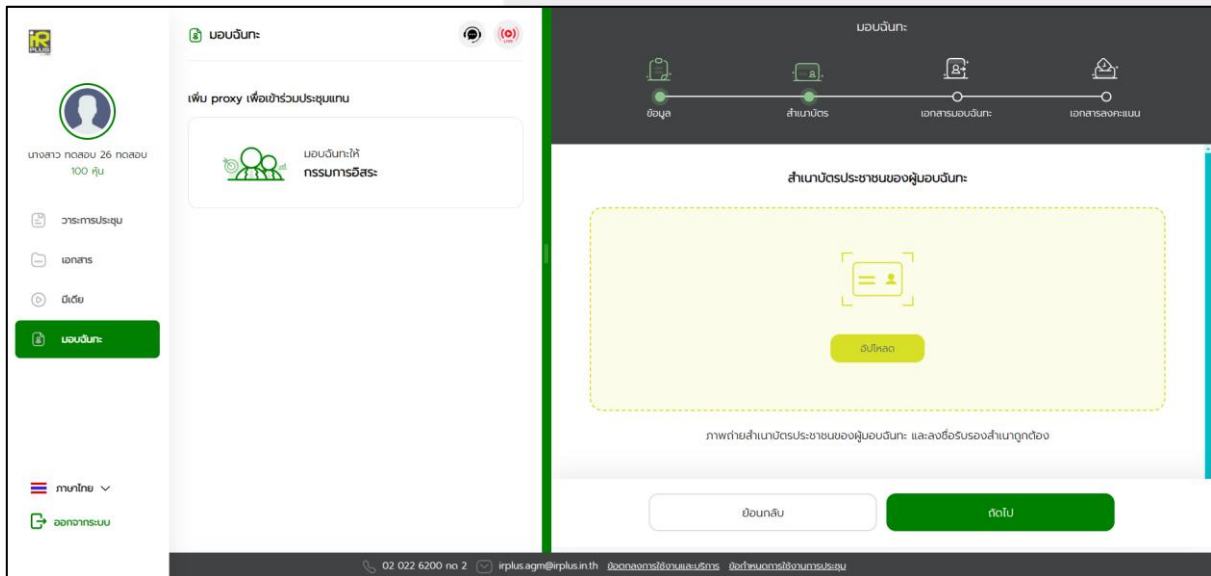 iR
PLUS
นางสาว ทดสอบ 26 ทดสอบ
100 หุ้น
วาระการประชุม
เอกสาร
มีเดีย
มอบฉันทะ
ภาษาไทย
ออกจากระบบ
มอบฉันทะ
LIVE
เพิ่ม proxy เพื่อเข้าร่วมประชุมแทน
มอบฉันทะให้
กรรมการอิสระ
มอบฉันทะ
ข้อมูล
สำเนาบัตร
เอกสารมอบฉันทะ
เอกสารลงคะแนน
สำเนาบัตรประชาชนของผู้มอบฉันทะ
อัปโหลด
ภาพถ่ายสำเนาบัตรประชาชนของผู้มอบฉันทะ และลงชื่อรับรองสำเนาถูกต้อง
ย้อนกลับ
ถัดไป
02 022 6200 กด 2 irplus.agm@irplus.in.th ข้อตกลงการใช้งานและบริการ ข้อกำหนดการใช้งานการประชุม